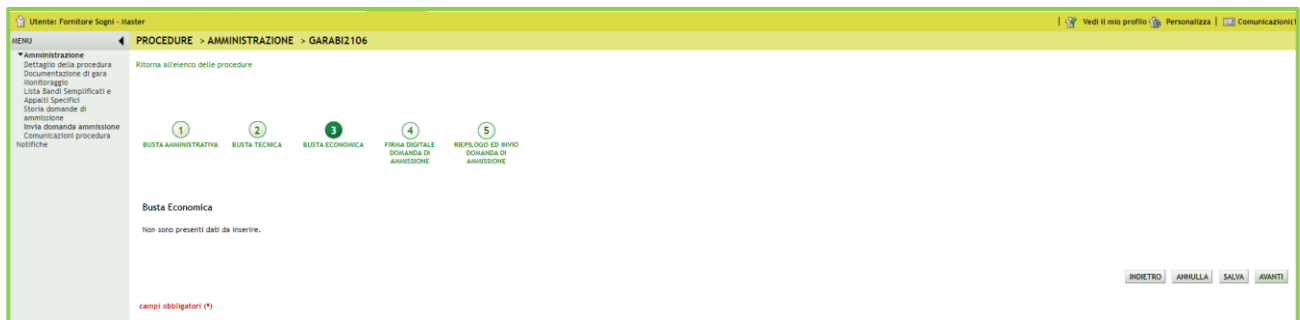 Utente: Fornitore Sogni - Master
Vedi il mio profilo Personalizza | Comunicazioni(1
MENU
PROCEDURE > AMMINISTRAZIONE > GARABI2106
Amministrazione
Dettaglio della procedura
Documentazione di gara
Monitoraggio
Lista Bandi Semplificati e
Appalti Specifici
Storia domande di
ammissione
Invia domanda ammissione
Comunicazioni procedura
Notifiche
Ritorna all'elenco delle procedure
1 2 3 4 5
BUSTA AMMINISTRATIVA BUSTA TECNICA BUSTA ECONOMICA FIRMA DIGITALE RIEPILOGO ED INVIO
DOMANDA DI DOMANDA DI
AMMISSIONE AMMISSIONE
Busta Economica
Non sono presenti dati da inserire.
INDIETRO ANNULLA SALVA AVANTI
campi obbligatori (*)